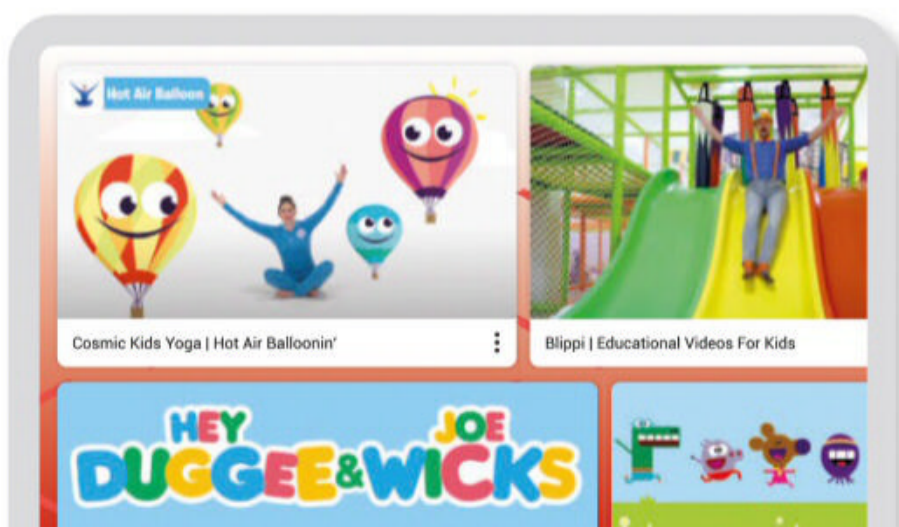 Hot Air Balloon
Cosmic Kids Yoga | Hot Air Balloonin'
Blippi | Educational Videos For Kids
HEY JOE
DUGGEE & WICKS